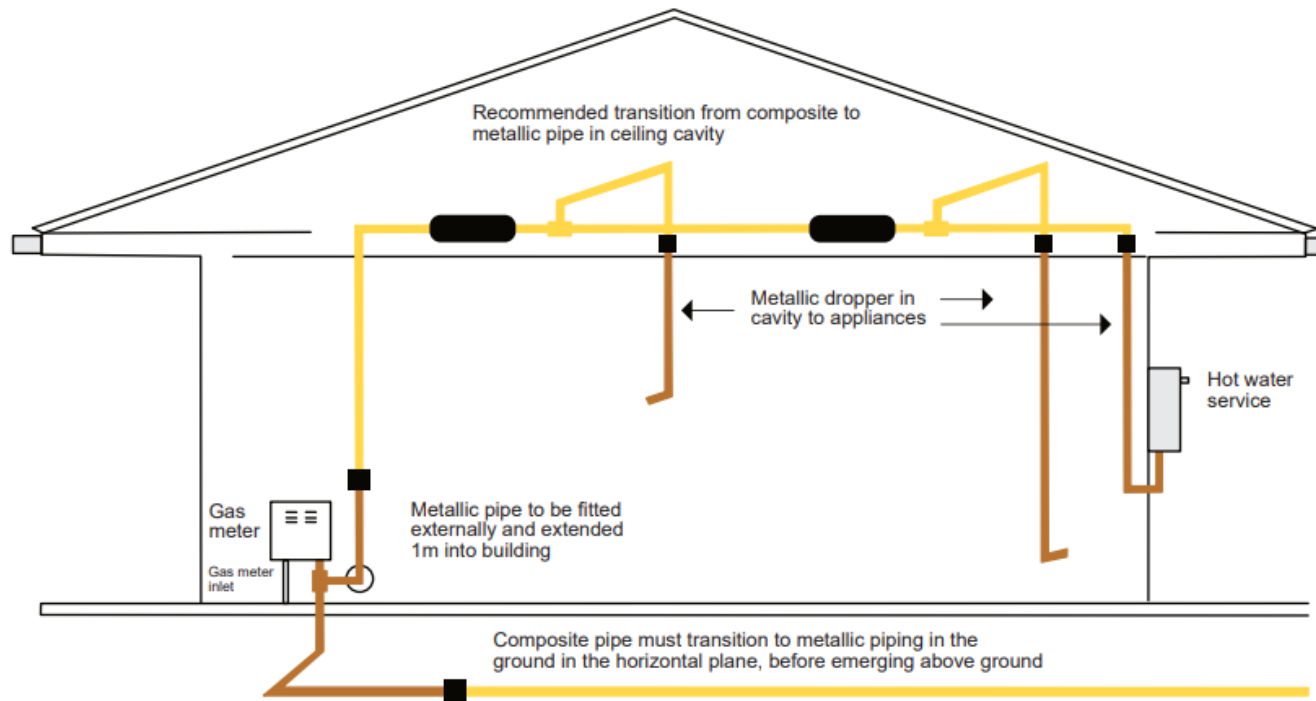 Recommended transition from composite to
metallic pipe in ceiling cavity
Metallic dropper in
cavity to appliances
Hot water
service
Gas
meter
Metallic pipe to be fitted
externally and extended
1m into building
Gas meter
inlet
Composite pipe must transition to metallic piping in the
ground in the horizontal plane, before emerging above ground